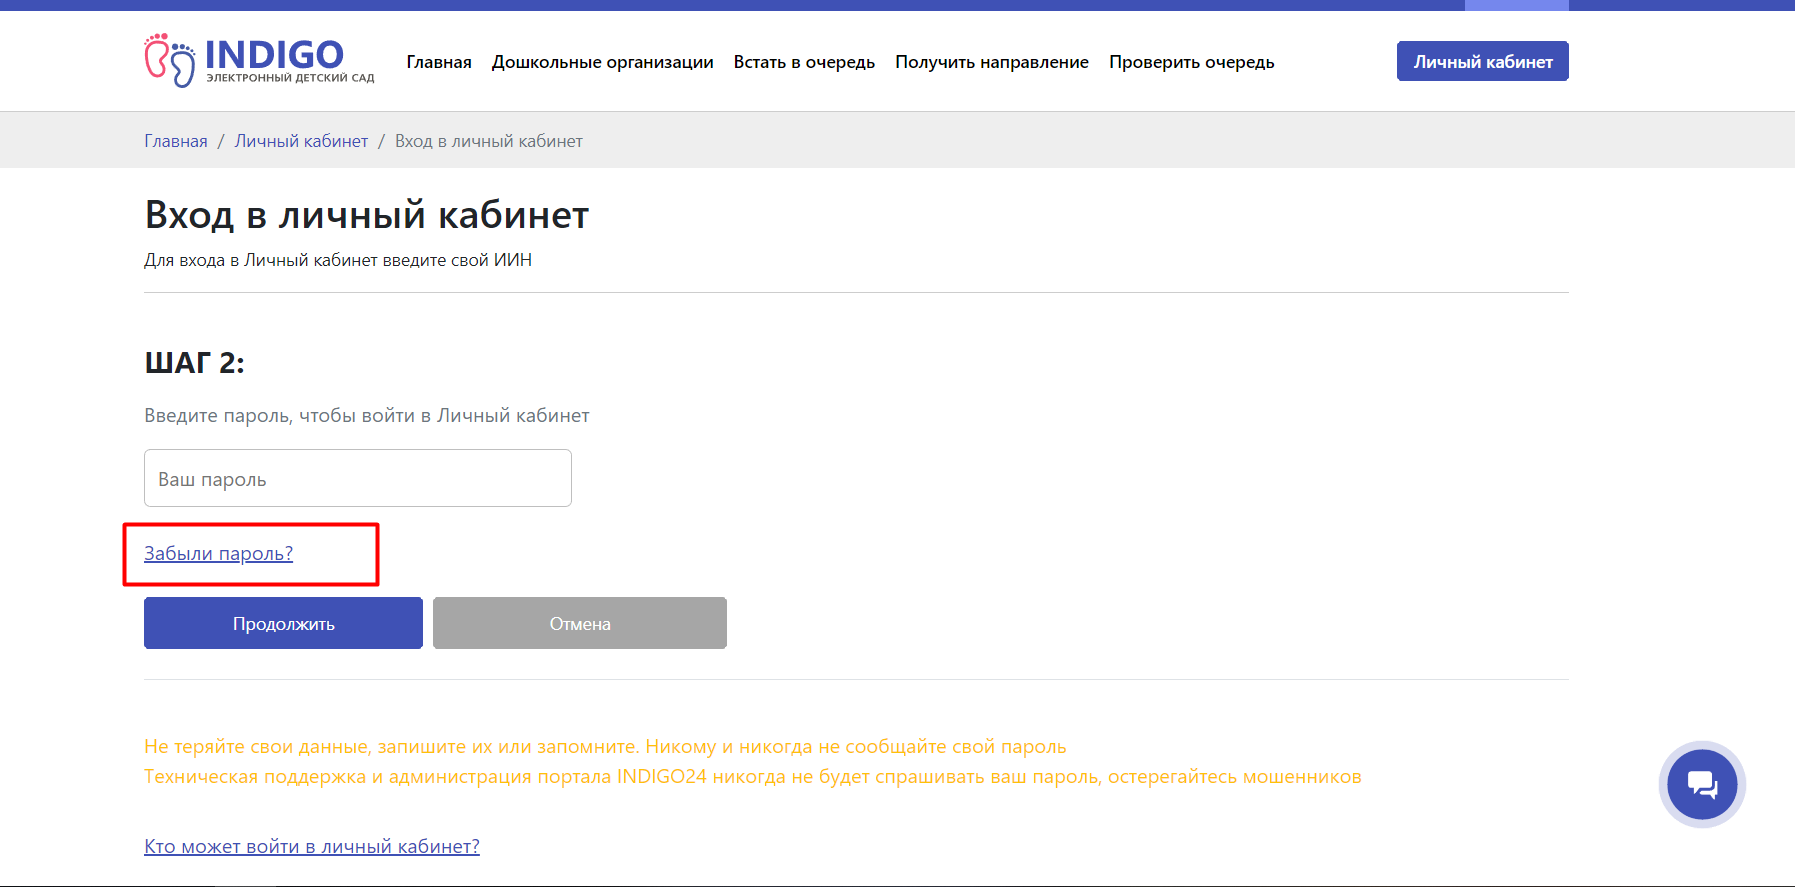 INDIGO
ЭЛЕКТРОННЫЙ ДЕТСКИЙ САД
Главная Дошкольные организации Встать в очередь Получить направление Проверить очередь Личный кабинет
Главная / Личный кабинет / Вход в личный кабинет
Вход в личный кабинет
Для входа в Личный кабинет введите свой ИИН
ШАГ 2:
Введите пароль, чтобы войти в Личный кабинет
Ваш пароль
Забыли пароль?
Продолжить Отмена
Не теряйте свои данные, запишите их или запомните. Никому и никогда не сообщайте свой пароль
Техническая поддержка и администрация портала INDIGO24 никогда не будет спрашивать ваш пароль, остерегайтесь мошенников
Кто может войти в личный кабинет?